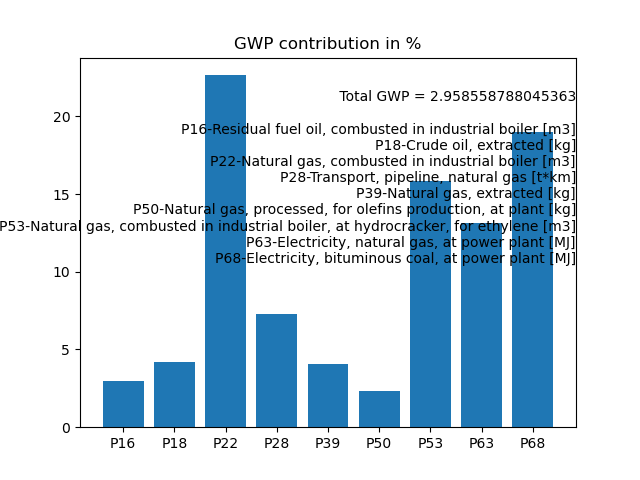 GWP contribution in %
Total GWP = 2.958558788045363
20
P16-Residual fuel oil, combusted in industrial boiler [m3]
P18-Crude oil, extracted [kg]
P22-Natural gas, combusted in industrial boiler [m3]
P28-Transport, pipeline, natural gas [t*km]
15
P39-Natural gas, extracted [kg]
P50-Natural gas, processed, for olefins production, at plant [kg]
P53-Natural gas, combusted in industrial boiler, at hydrocracker, for ethylene [m3]
P63-Electricity, natural gas, at power plant [MJ]
P68-Electricity, bituminous coal, at power plant [MJ]
10
5
0
P16 P18 P22 P28 P39 P50 P53 P63 P68